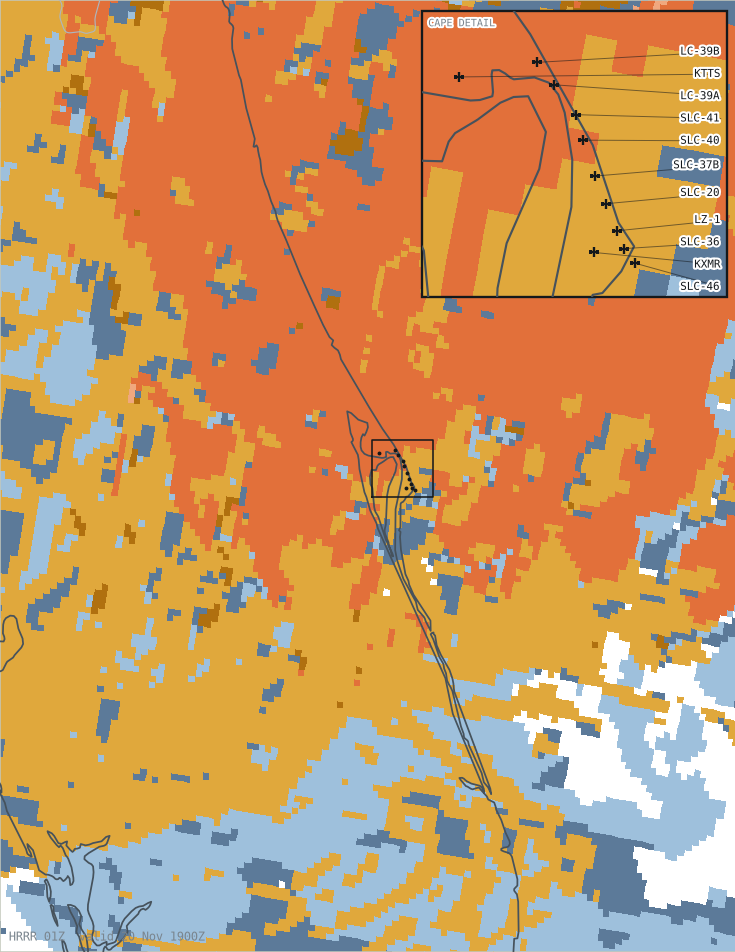 CAPE DETAIL
LC-39B
KTTS
LC-39A
SLC-41
SLC-40
SLC-37B
SLC-20
LZ-1
SLC-36
KXMR
SLC-46
HRRR 01Z Nov 1900Z